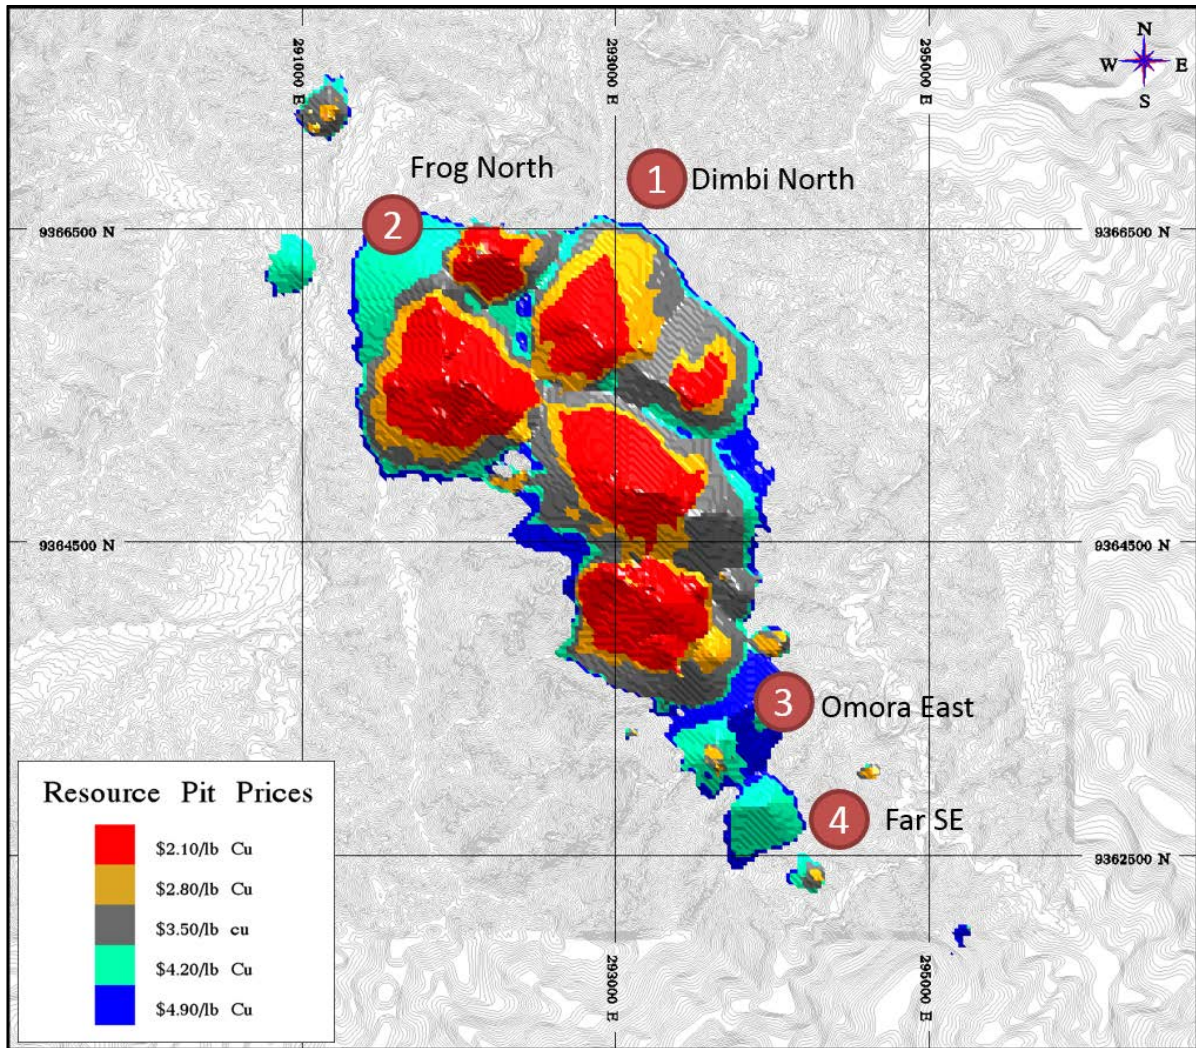 291000 E
293000 E
295000 E
N
W E
S
Frog North
1 Dimbi North
2
9366500 N
9366500 N
9364500 N
9364500 N
3 Omora East
4 Far SE
9362500 N
Resource Pit Prices
$2.10/lb Cu
$2.80/lb Cu
$3.50/lb cu
$4.20/lb Cu
$4.90/lb Cu
293000 E
295000 E